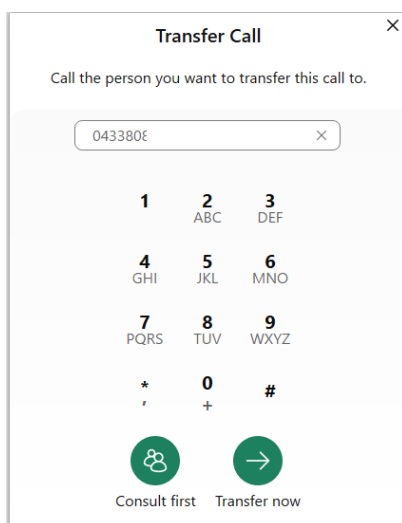 Transfer Call
Call the person you want to transfer this call to.
0433808
1 2 3
ABC DEF
4 5 6
GHI JKL MNO
7 8 9
PQRS TUV WXYZ
* 0 #
, +
Consult first Transfer now